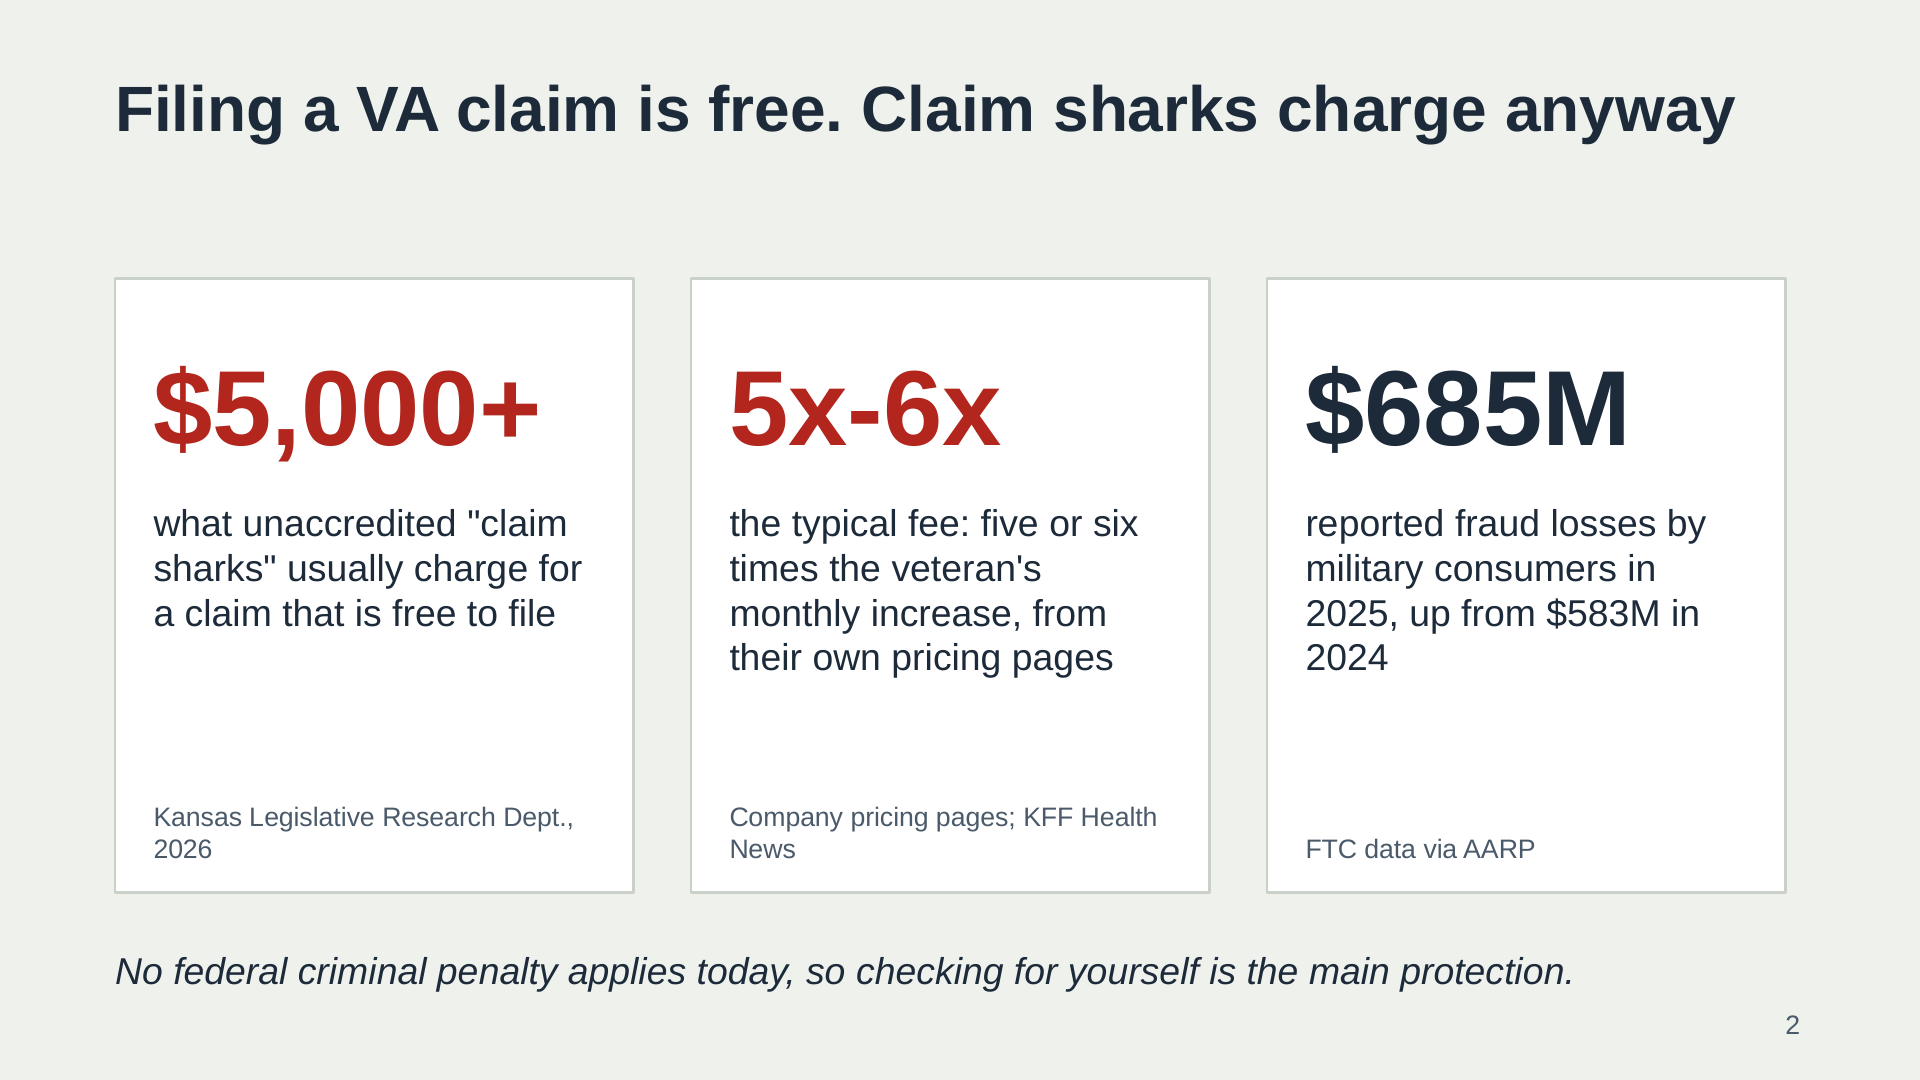 Filing a VA claim is free. Claim sharks charge anyway
$5,000+
what unaccredited "claim
sharks" usually charge for
a claim that is free to file
Kansas Legislative Research Dept.,
2026
5x-6x
the typical fee: five or six
times the veteran's
monthly increase, from
their own pricing pages
Company pricing pages; KFF Health
News
$685M
reported fraud losses by
military consumers in
2025, up from $583M in
2024
FTC data via AARP
No federal criminal penalty applies today, so checking for yourself is the main protection.
2